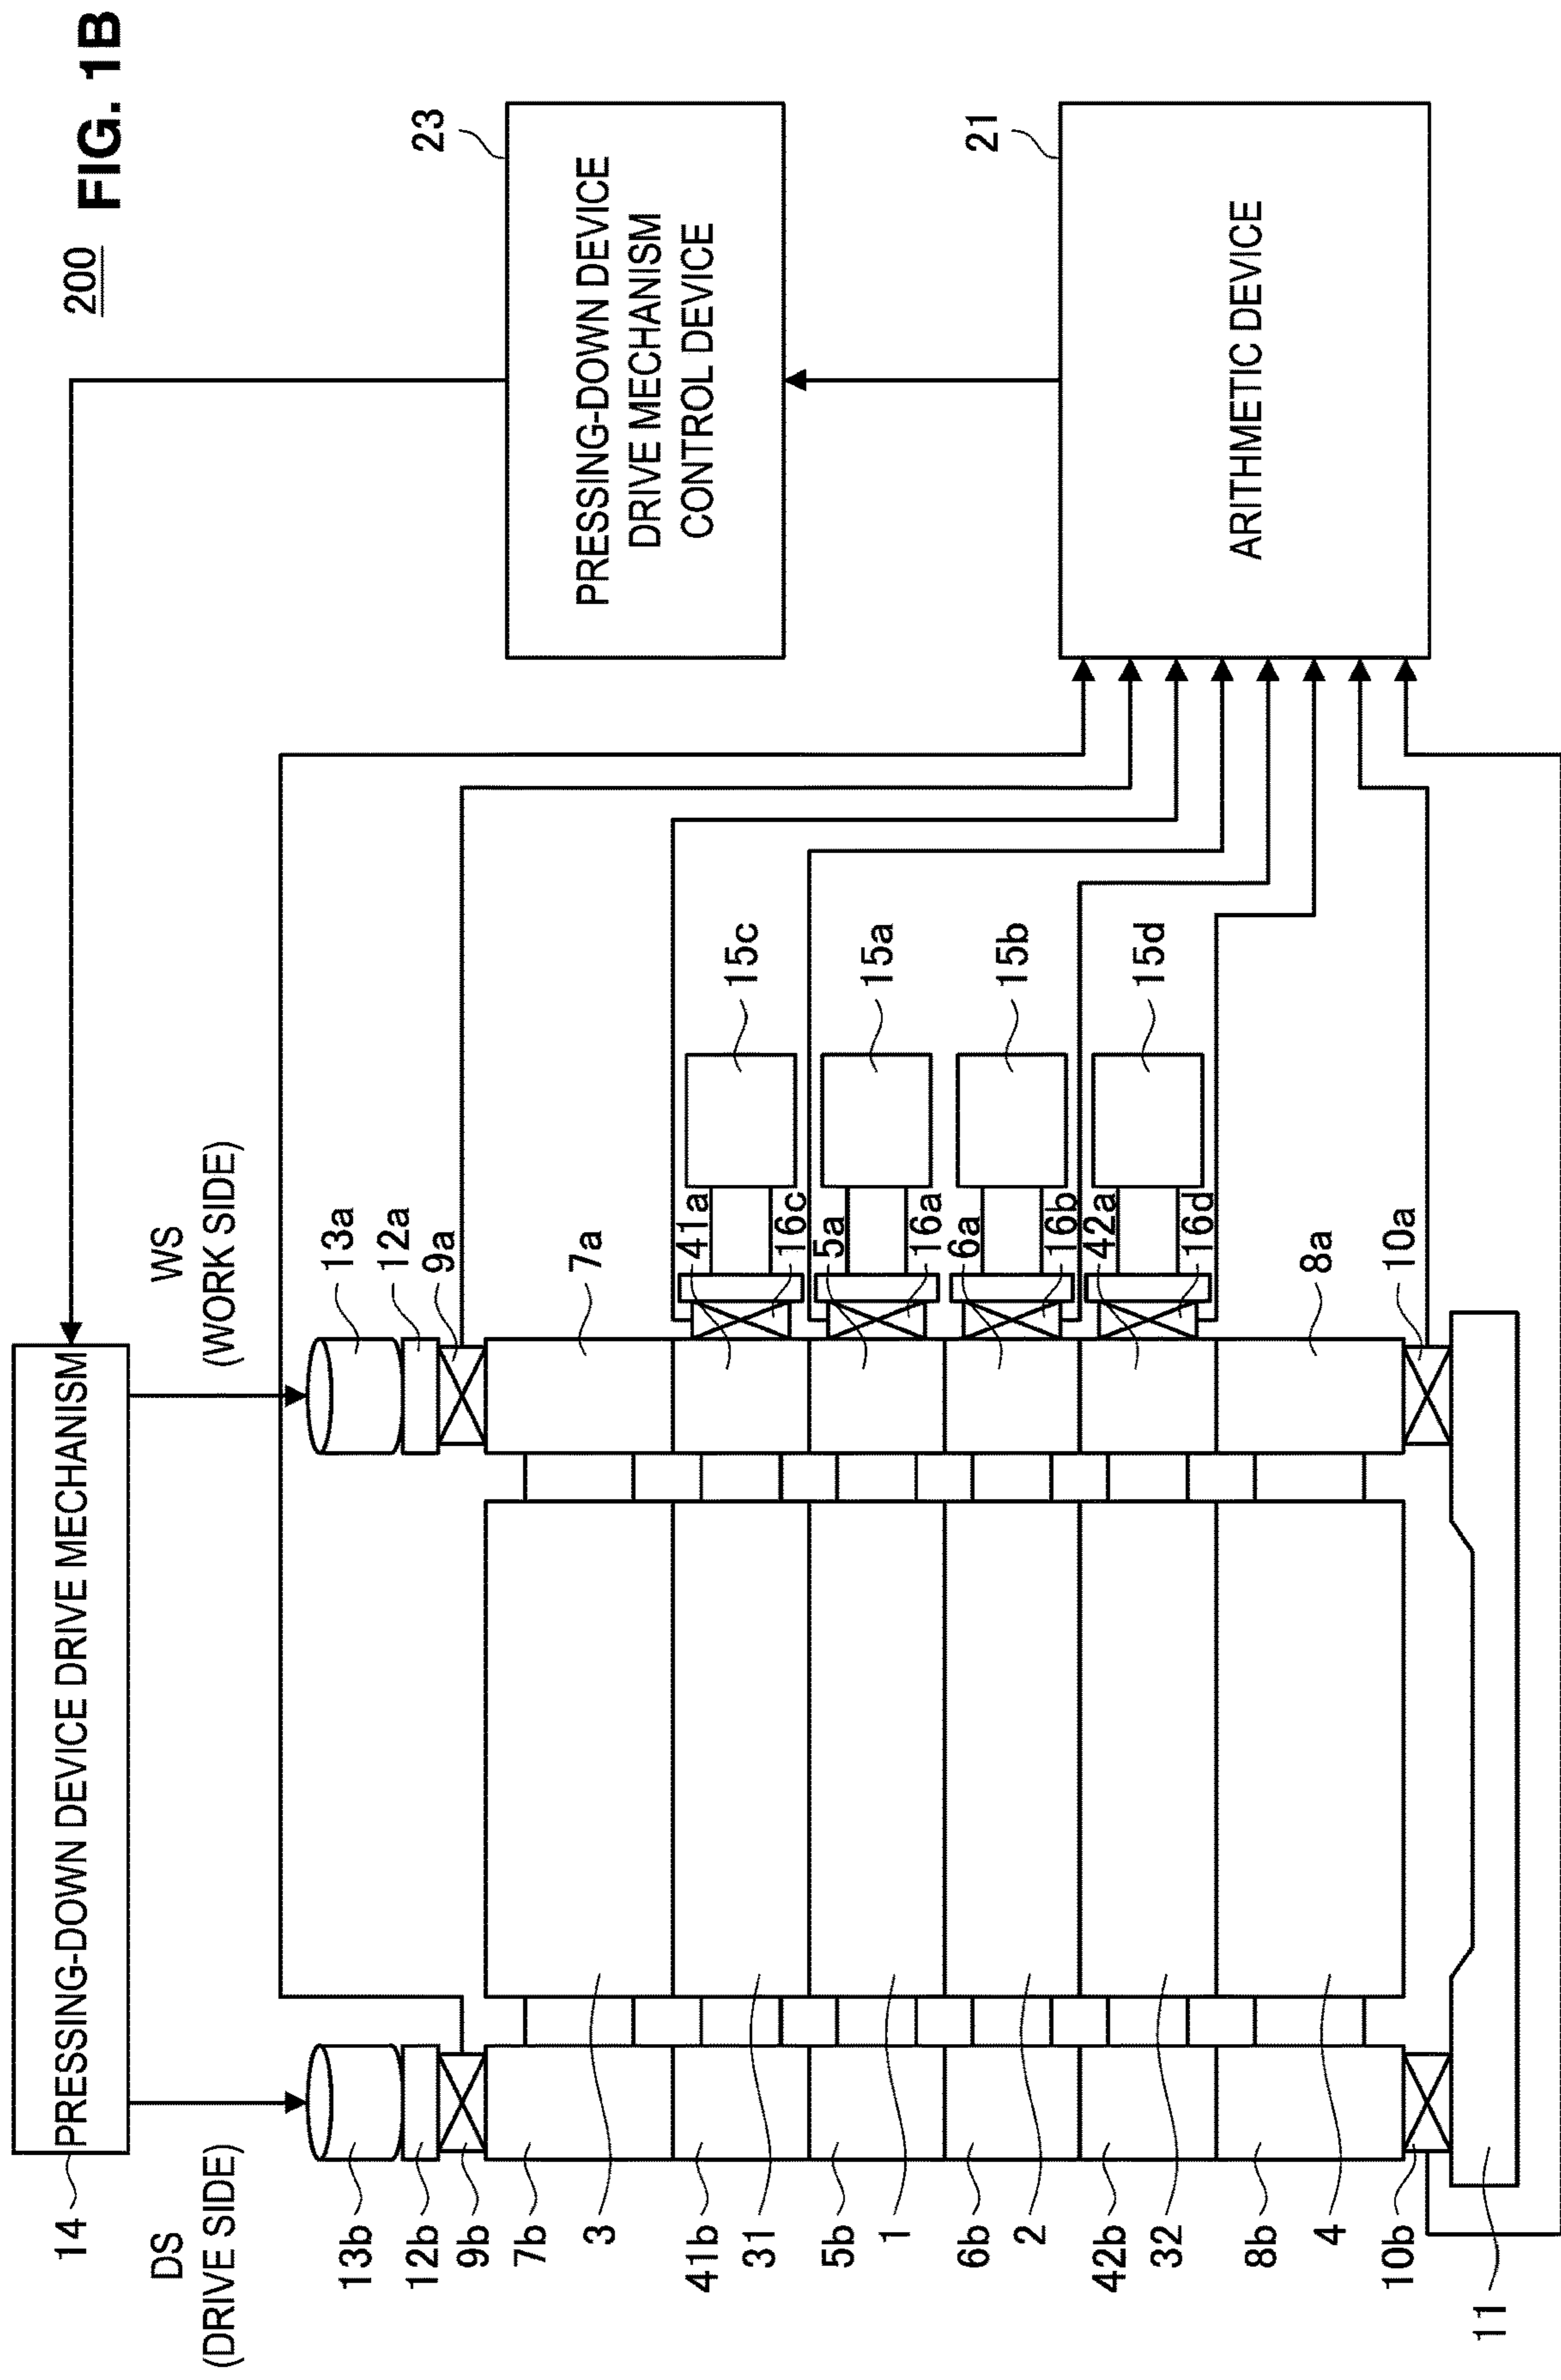 FIG. 1B
200
14
PRESSING-DOWN DEVICE DRIVE MECHANISM
DS
(DRIVE SIDE)
WS
(WORK SIDE)
23
PRESSING-DOWN DEVICE
DRIVE MECHANISM
CONTROL DEVICE
21
ARITHMETIC DEVICE
13b
12b
9b
7b
3
41b
31
5b
1
6b
2
42b
32
8b
4
10b
11
13a
12a
9a
7a
41a
16c
5a
16a
6a
16b
42a
16d
8a
10a
15c
15a
15b
15d